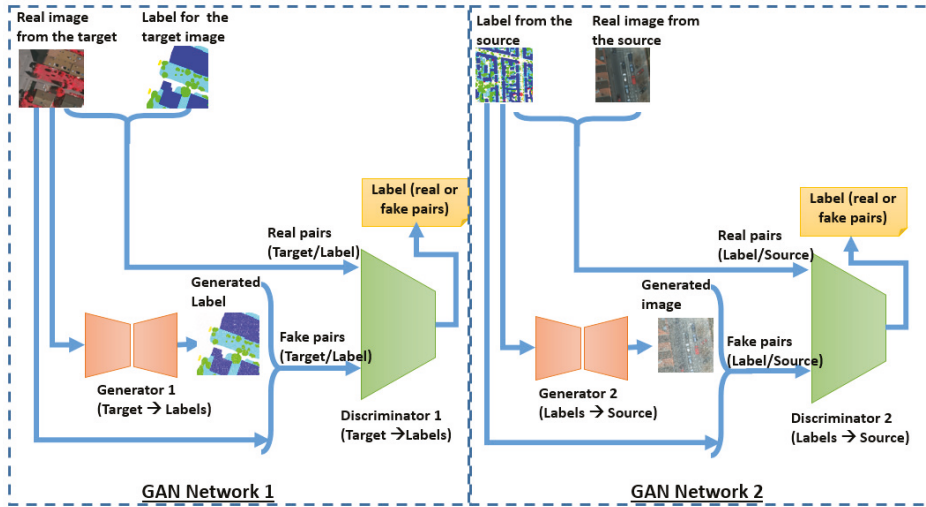 Real image
from the target
Label for the
target image
Label (real or
fake pairs)
Real pairs
(Target/Label)
Generated
Label
Fake pairs
(Target/Label)
Generator 1
(Target → Labels)
Discriminator 1
(Target →Labels)
GAN Network 1
Label from the
source
Real image from
the source
Label (real or
fake pairs)
Real pairs
(Label/Source)
Generated
image
Fake pairs
(Label/Source)
Generator 2
(Labels → Source)
Discriminator 2
(Labels → Source)
GAN Network 2